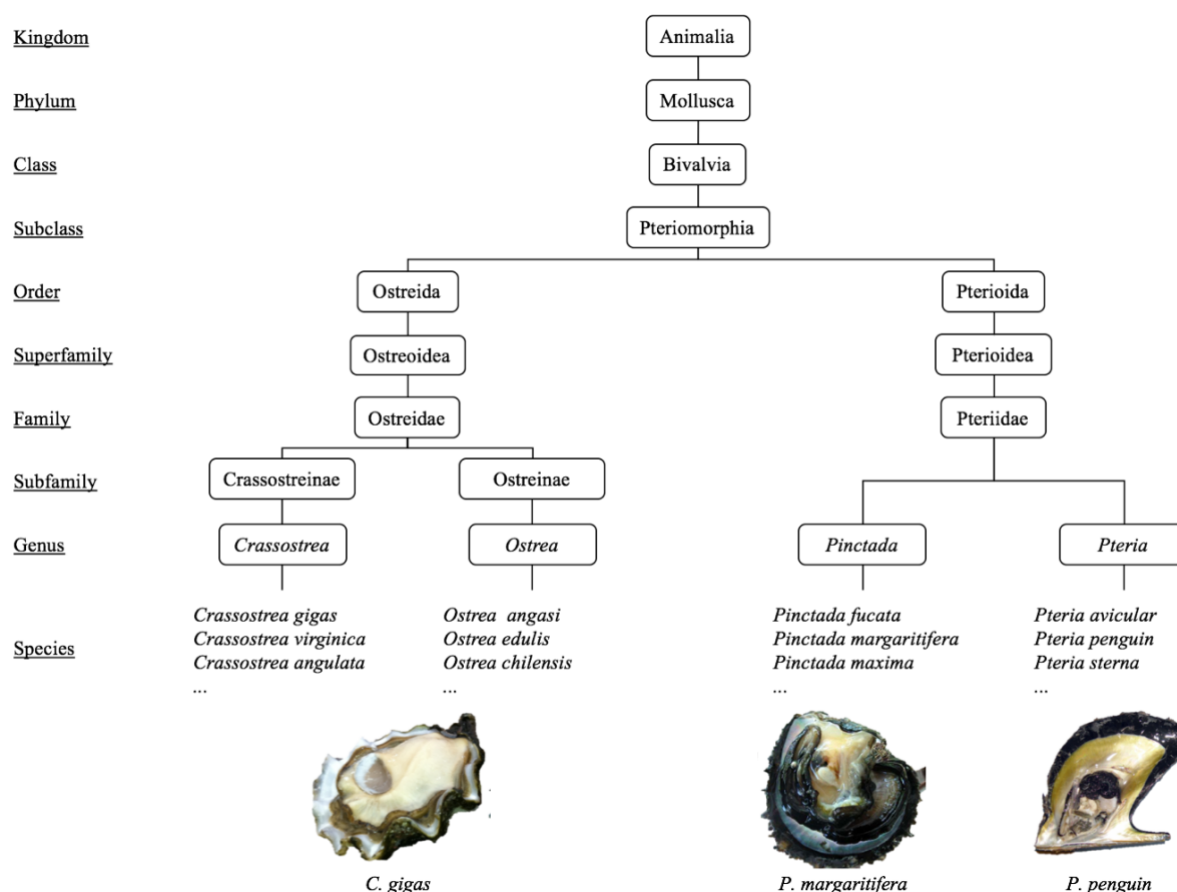 Kingdom
Animalia
Phylum
Mollusca
Class
Bivalvia
Subclass
Pteriomorphia
Order
Ostreida
Pterioida
Superfamily
Ostreoidea
Pterioidea
Family
Ostreidae
Pteriidae
Subfamily
Crassostreinae
Ostreinae
Genus
Crassostrea
Ostrea
Pinctada
Pteria
Species
Crassostrea gigas
Crassostrea virginica
Crassostrea angulata
...
Ostrea angasi
Ostrea edulis
Ostrea chilensis
...
Pinctada fucata
Pinctada margaritifera
Pinctada maxima
...
Pteria avicular
Pteria penguin
Pteria sterna
...
C. gigas
P. margaritifera
P. penguin